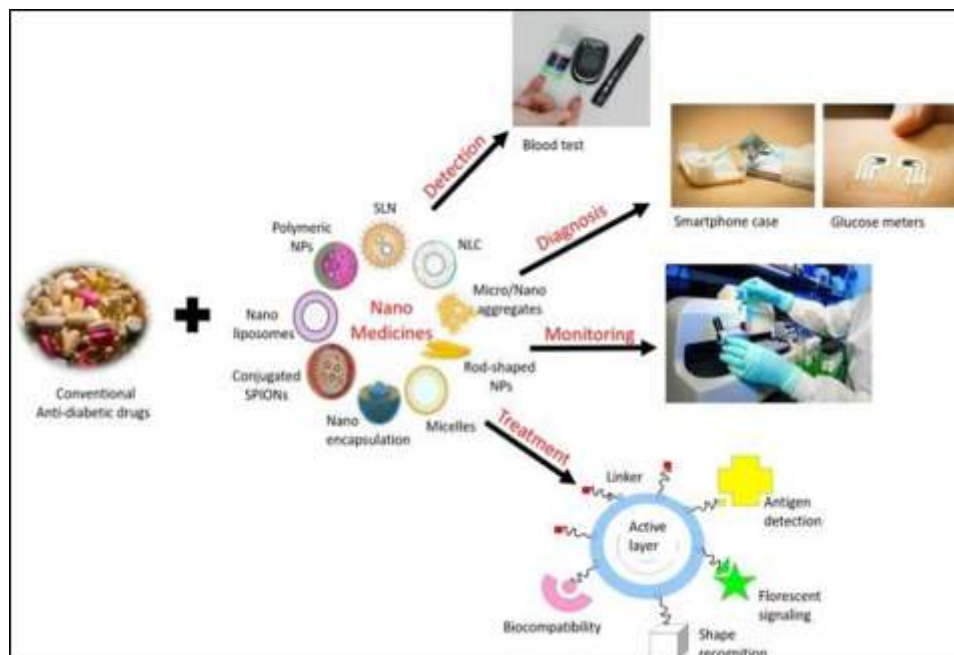 Blood test
Detection
Smartphone case
Glucose meters
Diagnosis
SLN
Polymeric
NPs
NLC
Micro/Nano
aggregates
Nano
Medicines
Nano
liposomes
Monitoring
Rod-shaped
NPs
Conjugated
SPIONs
Conventional
Anti-diabetic drugs
Nano
encapsulation
Micelles
Treatment
Linker
Antigen
detection
Active
layer
Florescent
signaling
Biocompatibility
Shape
recognition